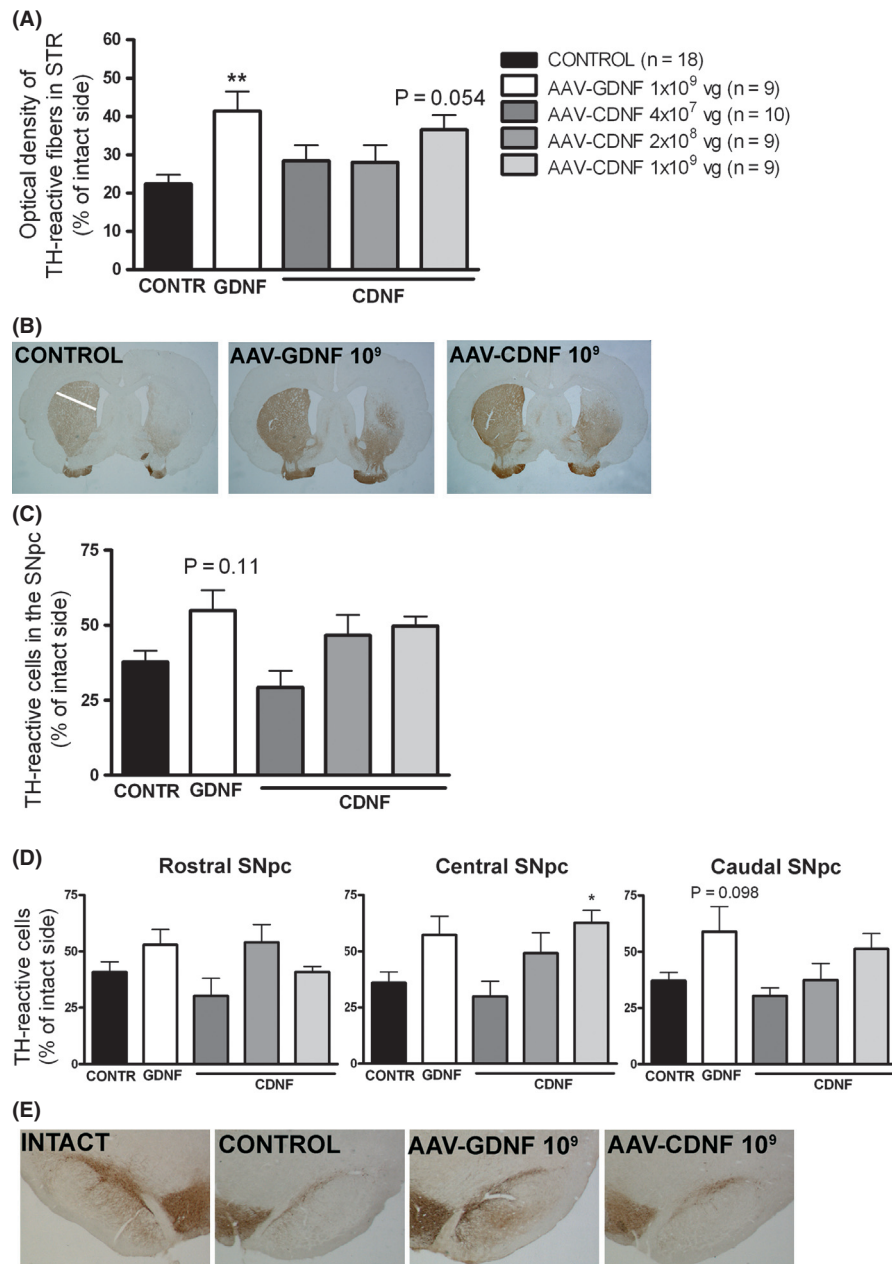 (A)
Optical density of
TH-reactive fibers in STR
(% of intact side)
60
50
40
30
20
10
0
**
P = 0.054
CONTR
GDNF
CDNF
CONTROL (n = 18)
AAV-GDNF 1x10⁹ vg (n = 9)
AAV-CDNF 4x10⁷ vg (n = 10)
AAV-CDNF 2x10⁸ vg (n = 9)
AAV-CDNF 1x10⁹ vg (n = 9)
(B)
CONTROL
AAV-GDNF 10⁹
AAV-CDNF 10⁹
(C)
TH-reactive cells in the SNpc
(% of intact side)
75
50
25
0
P = 0.11
CONTR
GDNF
CDNF
(D)
TH-reactive cells
(% of intact side)
Rostral SNpc
75
50
25
0
CONTR
GDNF
CDNF
Central SNpc
75
50
25
0
*
CONTR
GDNF
CDNF
Caudal SNpc
75
50
25
0
P = 0.098
CONTR
GDNF
CDNF
(E)
INTACT
CONTROL
AAV-GDNF 10⁹
AAV-CDNF 10⁹